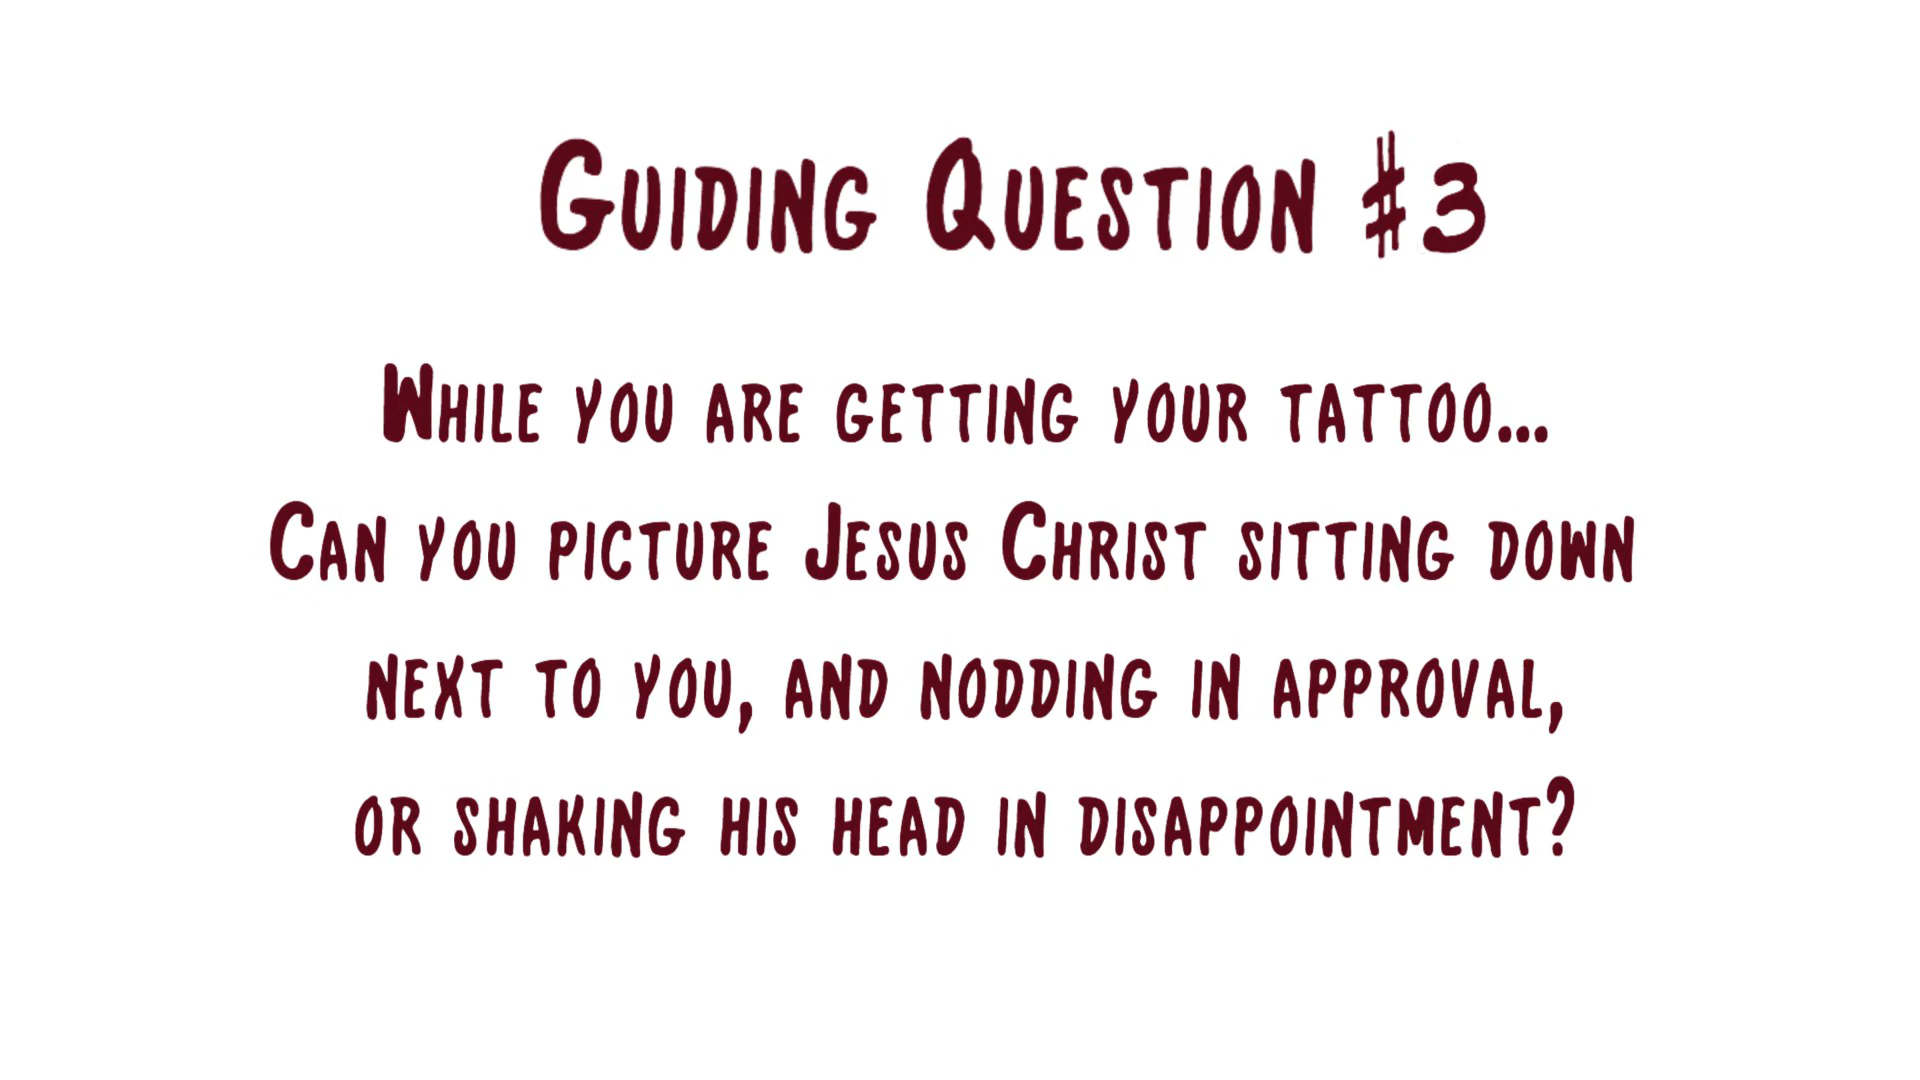 Guiding Question #3
While you are getting your tattoo...
Can you picture Jesus Christ sitting down
next to you, and nodding in approval,
or shaking his head in disappointment?